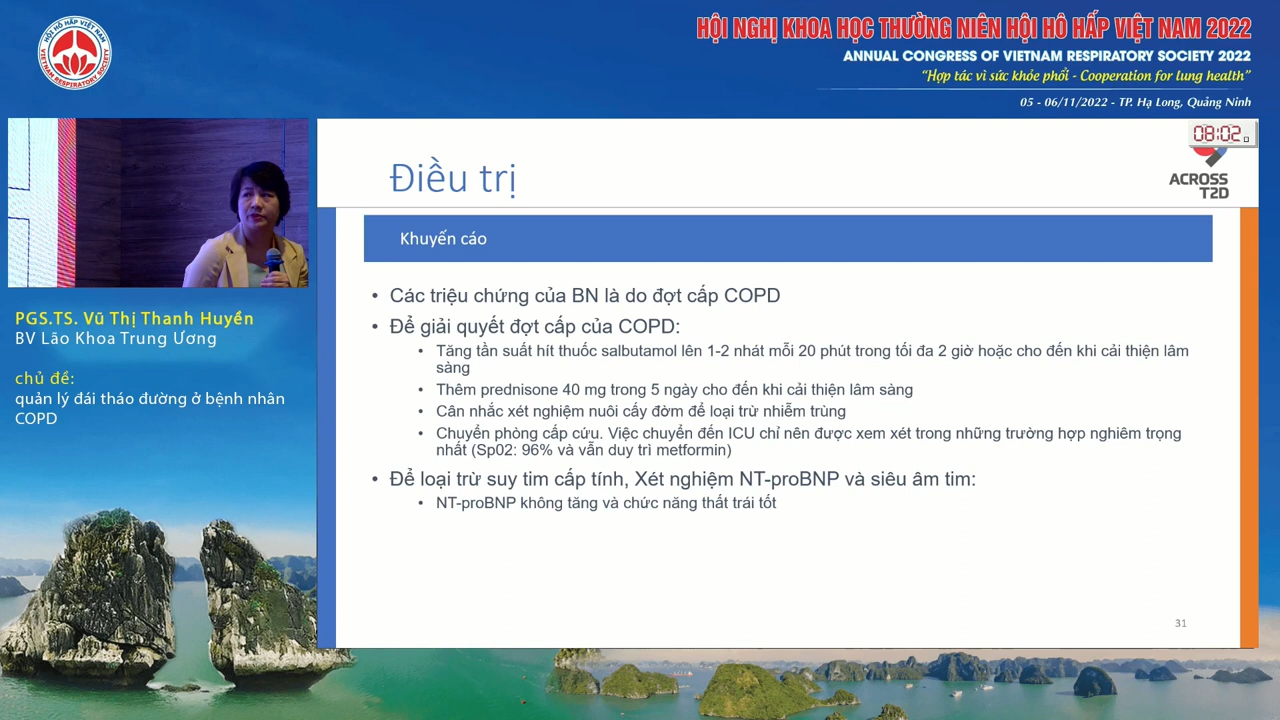 HỘI HÔ HẤP VIỆT NAM
VIETNAM RESPIRATORY SOCIETY
HỘI NGHỊ KHOA HỌC THƯỜNG NIÊN HỘI HÔ HẤP VIỆT NAM 2022
ANNUAL CONGRESS OF VIETNAM RESPIRATORY SOCIETY 2022
“Hợp tác vì sức khỏe phổi - Cooperation for lung health”
05 - 06/11/2022 - TP. Hạ Long, Quảng Ninh
PGS.TS. Vũ Thị Thanh Huyền
BV Lão Khoa Trung Ương
chủ đề:
quản lý đái tháo đường ở bệnh nhân
COPD
08:02
ACROSS
T2D
Điều trị
Khuyến cáo
• Các triệu chứng của BN là do đợt cấp COPD
• Để giải quyết đợt cấp của COPD:
• Tăng tần suất hít thuốc salbutamol lên 1-2 nhát mỗi 20 phút trong tối đa 2 giờ hoặc cho đến khi cải thiện lâm
sàng
• Thêm prednisone 40 mg trong 5 ngày cho đến khi cải thiện lâm sàng
• Cân nhắc xét nghiệm nuôi cấy đờm để loại trừ nhiễm trùng
• Chuyển phòng cấp cứu. Việc chuyển đến ICU chỉ nên được xem xét trong những trường hợp nghiêm trọng
nhất (Sp02: 96% và vẫn duy trì metformin)
• Để loại trừ suy tim cấp tính, Xét nghiệm NT-proBNP và siêu âm tim:
• NT-proBNP không tăng và chức năng thất trái tốt
31